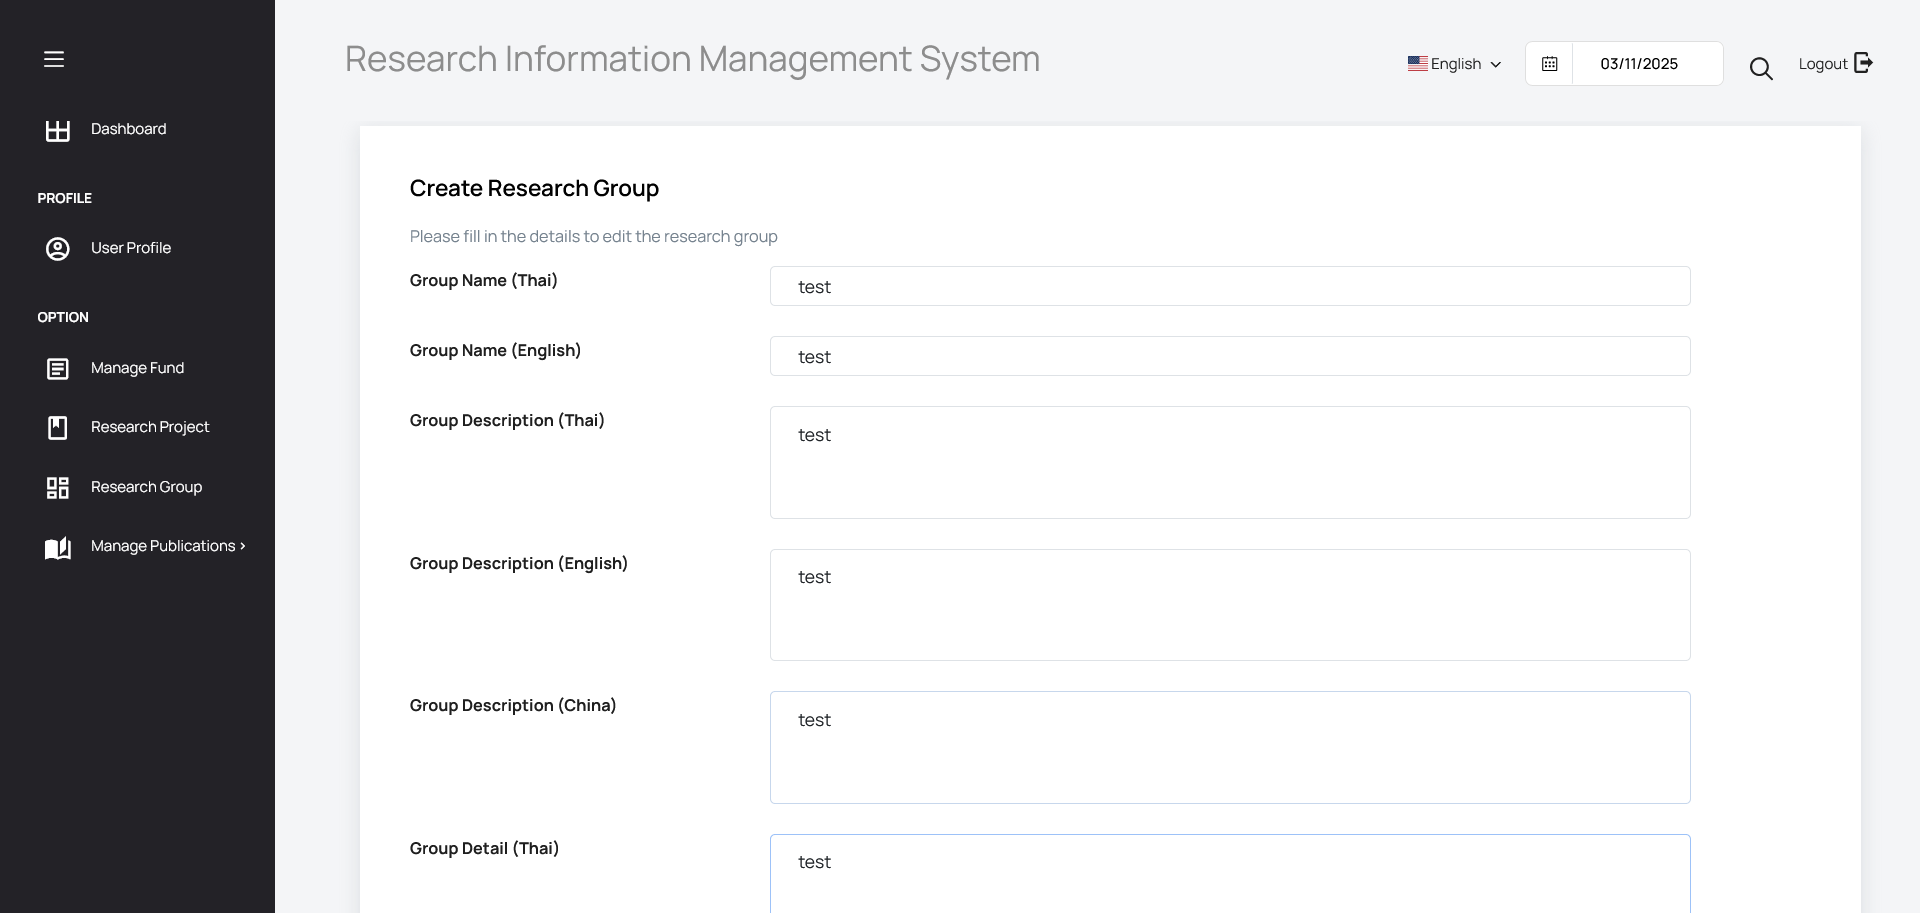 Research Information Management System
English
03/11/2025
Logout
Dashboard
PROFILE
User Profile
OPTION
Manage Fund
Research Project
Research Group
Manage Publications ›
Create Research Group
Please fill in the details to edit the research group
Group Name (Thai)
test
Group Name (English)
test
Group Description (Thai)
test
Group Description (English)
test
Group Description (China)
test
Group Detail (Thai)
test